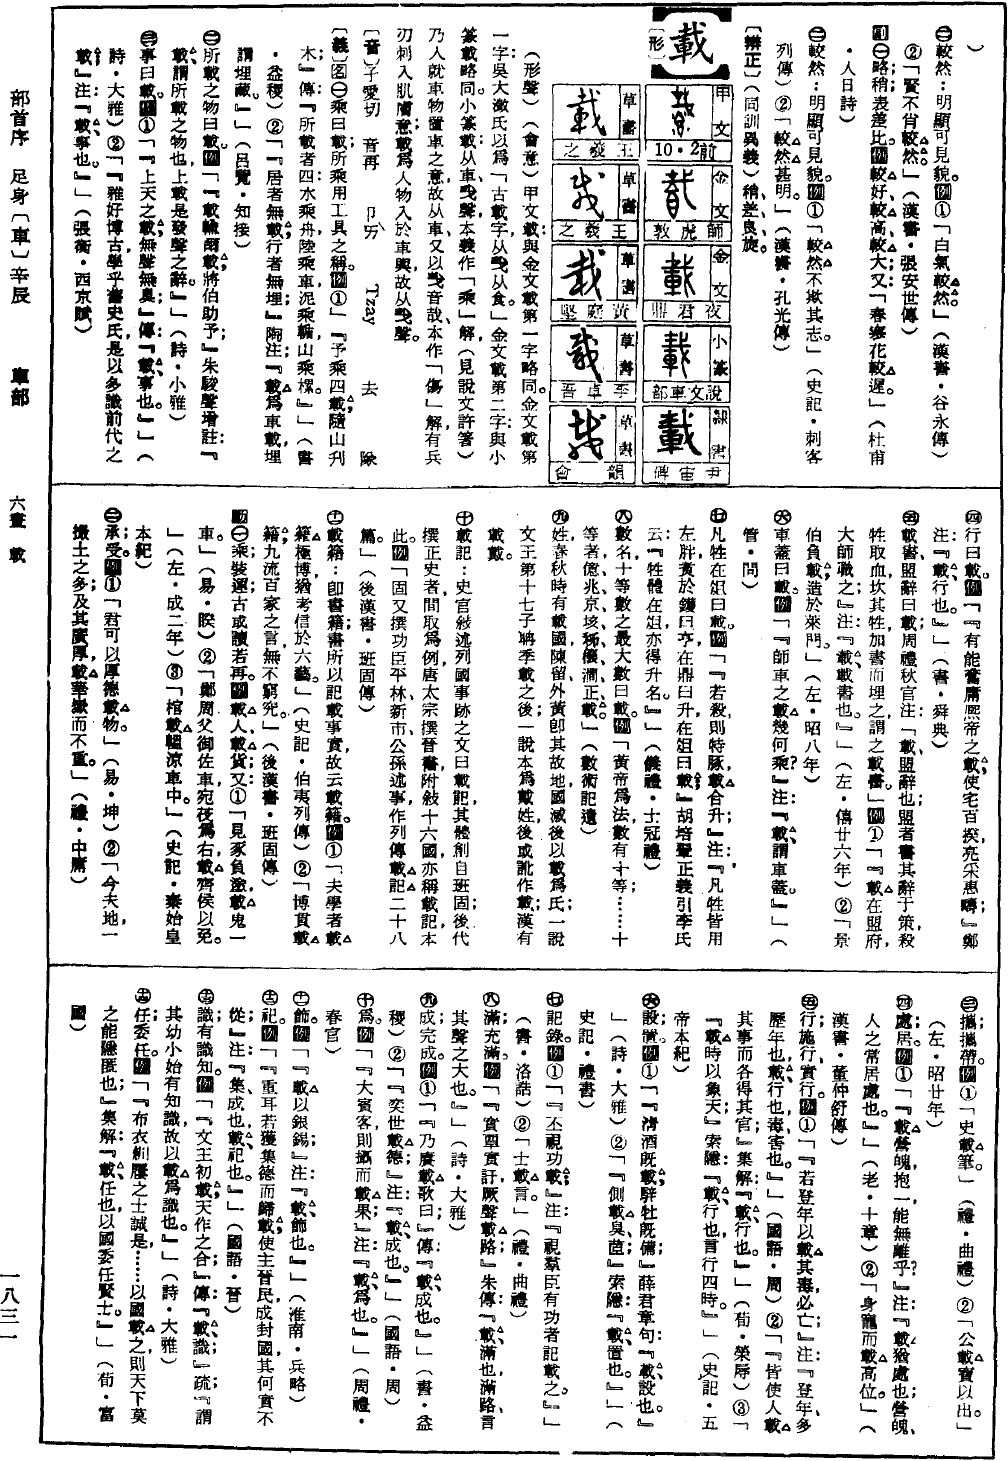 ）
㊁較然：明顯可見貌。例①「白氣較然。」（漢書・谷永傳）
②「賢不肖較然。」（漢書・張安世傳）
副㊀略；稍；表差比。例較好；較高；較大；又「春寒花較遲。」（杜甫
・人日詩）
㊁較然：明顯可見貌。例①「較然不欺其志。」（史記・刺客
列傳）②「較然甚明。」（漢書・孔光傳）
〔辨正〕（同訓異義）稍、差、良、旋。
【載】
〔形〕
甲文 前2・10
金文 師虎敦
金文 夜君鼎
小篆 說文車部
隸書 尹宙碑
草書 王羲之
草書 王羲之
草書 黃庭堅
草書 李卓吾
草書 韻會
（形聲）（會意）甲文載與金文載第一字略同。金文載第
一字吳大澂氏以為「古載字从𢦏从食。」金文載第二字與小
篆載略同。小篆載从車𢦏聲，本義作「乘」解，（見說文許箸）
乃人就車物置車之意，故从車。又以𢦏音哉，本作「傷」解，有兵
刃刺入肌膚意，載為人物入於車輿，故从𢦏聲。
〔音〕子愛切 音再 ㄗㄞ Tzay 去 隊
〔義〕名㊀乘曰載，所乘用工具之稱。例①「『予乘四載，隨山刋
木』傳『所載者四，水乘舟，陸乘車，泥乘輴，山乘樏。』」（書
・益稷）②「『居者無載，行者無埋』陶注『載為車載，埋
謂埋藏。』」（呂覽・知接）
㊁所載之物曰載。例「『載輸爾載，將伯助予』朱駿聲增註：『
載謂所載之物也，上載是發聲之辭。』」（詩・小雅）
㊂事曰載。例①「『上天之載，無聲無臭。』傳『載，事也。』」（
詩・大雅）②「『雅好博古，學乎舊史氏，是以多識前代之
載』注『載，事也。』」（張衡・西京賦）
㊃行曰載。例「『有能奮庸熙帝之載，使宅百揆亮采惠疇』鄭
注：『載，行也。』」（書・舜典）
㊄載書，盟辭曰載，周禮秋官注：「載，盟辭也，盟者書其辭于策，殺
牲取血，坎其牲，加書而埋之，謂之載書。」例①「『載在盟府，
大師職之』注：『載，載書也。』」（左・僖廿六年）②「景
伯負載，造於萊門。」（左・昭八年）
㊅車蓋曰載。例「『師車之載幾何乘？』注：『載，謂車蓋。』」（
管・問）
㊆凡牲在俎曰載。例「『若殺，則特豚載合升』注：『凡牲皆用
左胖，煑於鑊曰亨，在鼎曰升，在俎曰載』胡培翬正義引李氏
云：『牲體在俎亦得升名。』」（儀禮・士冠禮）
㊇數名，十等數之最大數曰載。例「黃帝為法，數有十等……十
等者，億、兆、京、垓、秭、穰、溝、澗、正、載。」（數術記遺）
㊈姓，春秋時有載國，陳留外黃即其故地，國滅後以載為氏，一說
文王第十七子聃季載之後；一說本為戴姓，後或訛作載。漢有
載戴。
㊉載記：史官敍述列國事跡之文曰載記，其體創自班固，後代
撰正史者間取為例，唐太宗撰晉書附敍十六國亦稱載記，本
此。例「固又撰功臣、平林、新市、公孫述事，作列傳、載記二十八
篇。」（後漢書・班固傳）
〸一載籍：卽書籍，書所以記載事實，故云載籍。例①「夫學者載
籍極博，猶考信於六藝。」（史記・伯夷列傳）②「博貫載
籍，九流百家之言，無不窮究。」（後漢書・班固傳）
動㊀乘；裝運；古或讀若再。例載人；載貨；又①「見豕負塗，載鬼一
車。」（易・睽）②「鄭周父御佐車，宛茷為右，載齊侯以免。
」（左・成二年）③「棺載轀涼車中。」（史記・秦始皇
本紀）
㊁承受。例①「君可以厚德載物。」（易・坤）②「今夫地，一
撮土之多；及其廣厚，載華嶽而不重。」（禮・中庸）
㊂攜；攜帶。例①「史載筆。」（禮・曲禮）②「公載寶以出。」
（左・昭廿年）
㊃處；居。例①「『載營魄抱一，能無離乎？』注：『載，猶處也；營魄，
人之常居處也。』」（老・十章）②「身寵而載高位。」（
漢書・董仲舒傳）
㊄行；施行；實行。例①「『若登年以載其毒，必亡』注：『登年，多
歷年也；載，行也；毒，害也。』」（國語・周）②「『皆使人載
其事而各得其宜』集解『載，行也。』」（荀・榮辱）③「
『載時以象天』索隱『載，行也；言行四時。』」（史記・五
帝本紀）
㊅設；置。例①「『清酒既載，騂牡既備』薛君章句『載，設也。』
」（詩・大雅）②「『側載臭茝』索隱『載，置也。』」（
史記・禮書）
㊆記錄。例①「『丕視功載』注『視羣臣有功者記載之。』」
（書・洛誥）②「士載言。」（禮・曲禮）
㊇滿；充滿。例「『實覃實訏，厥聲載路』朱傳：『載，滿也，滿路，言
其聲之大也。』」（詩・大雅）
㊈成；完成。例①「『乃賡載歌曰』傳『載，成也。』」（書・益
稷）②「『奕世載德』注：『載，成也。』」（國語・周）
㊉為。例「『大賓客則攝而載果』注：『載，為也。』」（周禮・
春官）
〸一飾。例「『載以銀錫』注：『載，飾也。』」（淮南・兵略）
〸二祀。例「『重耳若獲集德而歸載，使主晉民，成封國，其何實不
從』注：『集，成也；載，祀也。』」（國語・晉）
〸三識；有識知。例「『文王初載，天作之合』傳『載，識』疏『謂
其幼小始有知識，故以載為識也。』」（詩・大雅）
〸四任；委任。例「『布衣紃屨之士誠是……以國載之，則天下莫
之能隱匿也』集解：『載，任也，以國委任賢士。』」（荀・富
國）
部首序 足身〔車〕辛辰 車部 六畫 載
一八三一